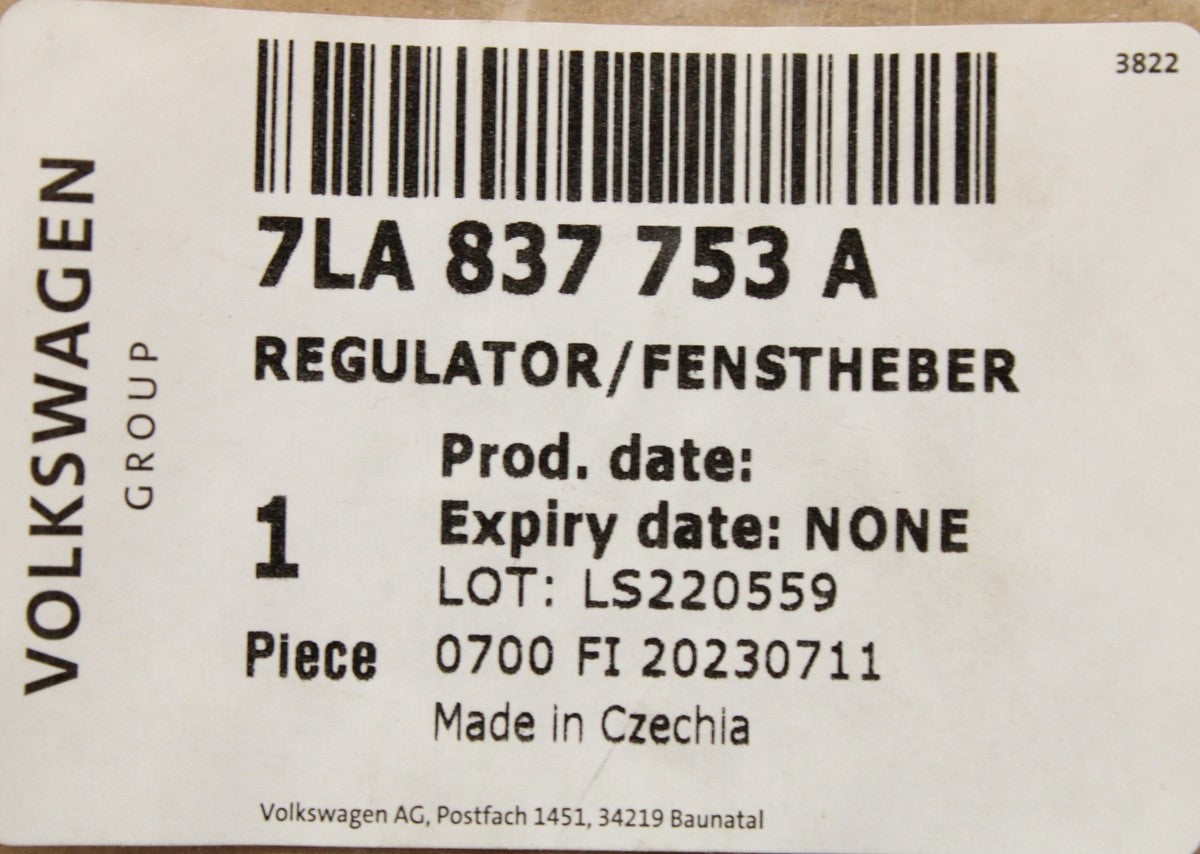 3822
VOLKSWAGEN
GROUP
7LA 837 753 A
REGULATOR/FENSTHEBER
1
Piece
Prod. date:
Expiry date: NONE
LOT: LS220559
0700 FI 20230711
Made in Czechia
Volkswagen AG, Postfach 1451, 34219 Baunatal